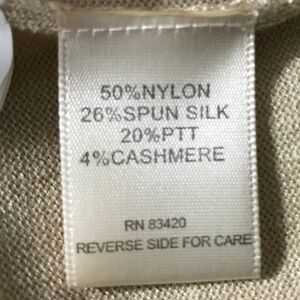 50%NYLON
26%SPUN SILK
20%PTT
4%CASHMERE
RN 83420
REVERSE SIDE FOR CARE